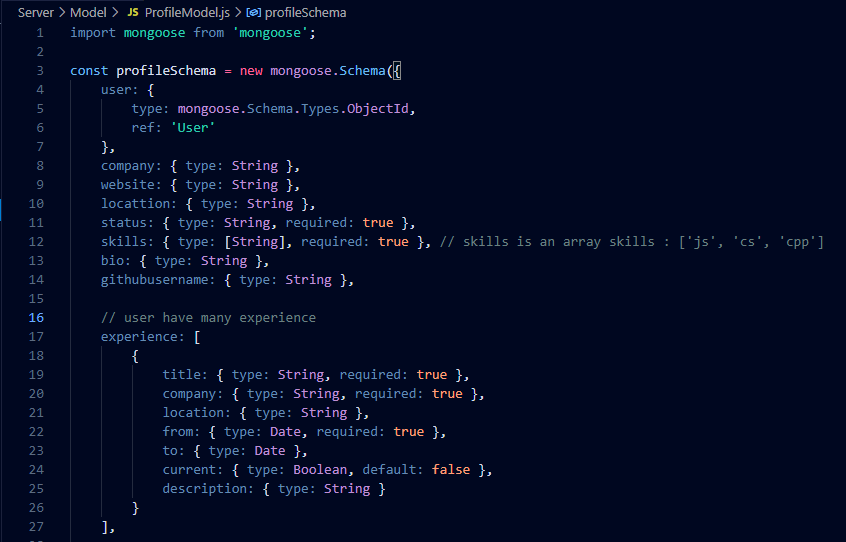 Server > Model > JS ProfileModel.js > profileSchema
1 import mongoose from 'mongoose';
2
3 const profileSchema = new mongoose.Schema({
4     user: {
5         type: mongoose.Schema.Types.ObjectId,
6         ref: 'User'
7     },
8     company: { type: String },
9     website: { type: String },
10     locattion: { type: String },
11     status: { type: String, required: true },
12     skills: { type: [String], required: true }, // skills is an array skills : ['js', 'cs', 'cpp']
13     bio: { type: String },
14     githubusername: { type: String },
15
16     // user have many experience
17     experience: [
18         {
19             title: { type: String, required: true },
20             company: { type: String, required: true },
21             location: { type: String },
22             from: { type: Date, required: true },
23             to: { type: Date },
24             current: { type: Boolean, default: false },
25             description: { type: String }
26         }
27     ],